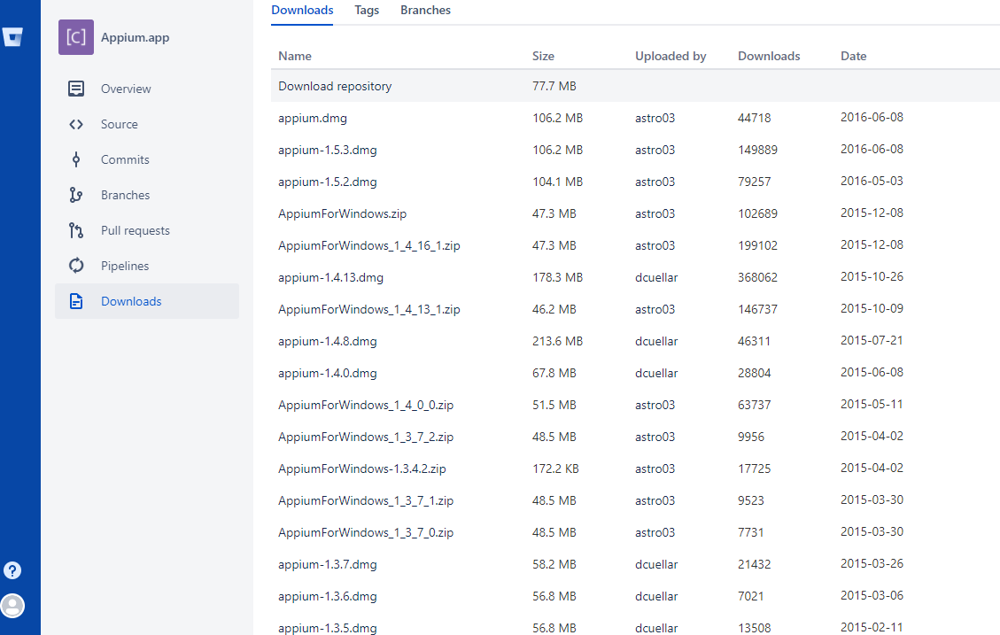 [C] Appium.app
Overview
Source
Commits
Branches
Pull requests
Pipelines
Downloads
?
Downloads Tags Branches
Name Size Uploaded by Downloads Date
Download repository 77.7 MB
appium.dmg 106.2 MB astro03 44718 2016-06-08
appium-1.5.3.dmg 106.2 MB astro03 149889 2016-06-08
appium-1.5.2.dmg 104.1 MB astro03 79257 2016-05-03
AppiumForWindows.zip 47.3 MB astro03 102689 2015-12-08
AppiumForWindows_1_4_16_1.zip 47.3 MB astro03 199102 2015-12-08
appium-1.4.13.dmg 178.3 MB dcuellar 368062 2015-10-26
AppiumForWindows_1_4_13_1.zip 46.2 MB astro03 146737 2015-10-09
appium-1.4.8.dmg 213.6 MB dcuellar 46311 2015-07-21
appium-1.4.0.dmg 67.8 MB dcuellar 28804 2015-06-08
AppiumForWindows_1_4_0_0.zip 51.5 MB astro03 63737 2015-05-11
AppiumForWindows_1_3_7_2.zip 48.5 MB astro03 9956 2015-04-02
AppiumForWindows-1.3.4.2.zip 172.2 KB astro03 17725 2015-04-02
AppiumForWindows_1_3_7_1.zip 48.5 MB astro03 9523 2015-03-30
AppiumForWindows_1_3_7_0.zip 48.5 MB astro03 7731 2015-03-30
appium-1.3.7.dmg 58.2 MB dcuellar 21432 2015-03-26
appium-1.3.6.dmg 56.8 MB dcuellar 7021 2015-03-06
appium-1.3.5.dmg 56.8 MB dcuellar 13508 2015-02-11